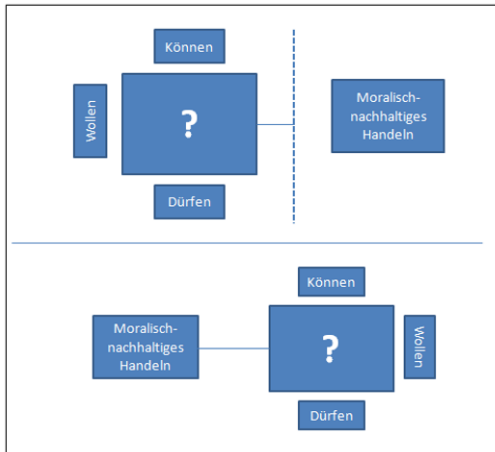 Können
Wollen
?
Dürfen
Moralisch-
nachhaltiges
Handeln
Können
Moralisch-
nachhaltiges
Handeln
?
Wollen
Dürfen